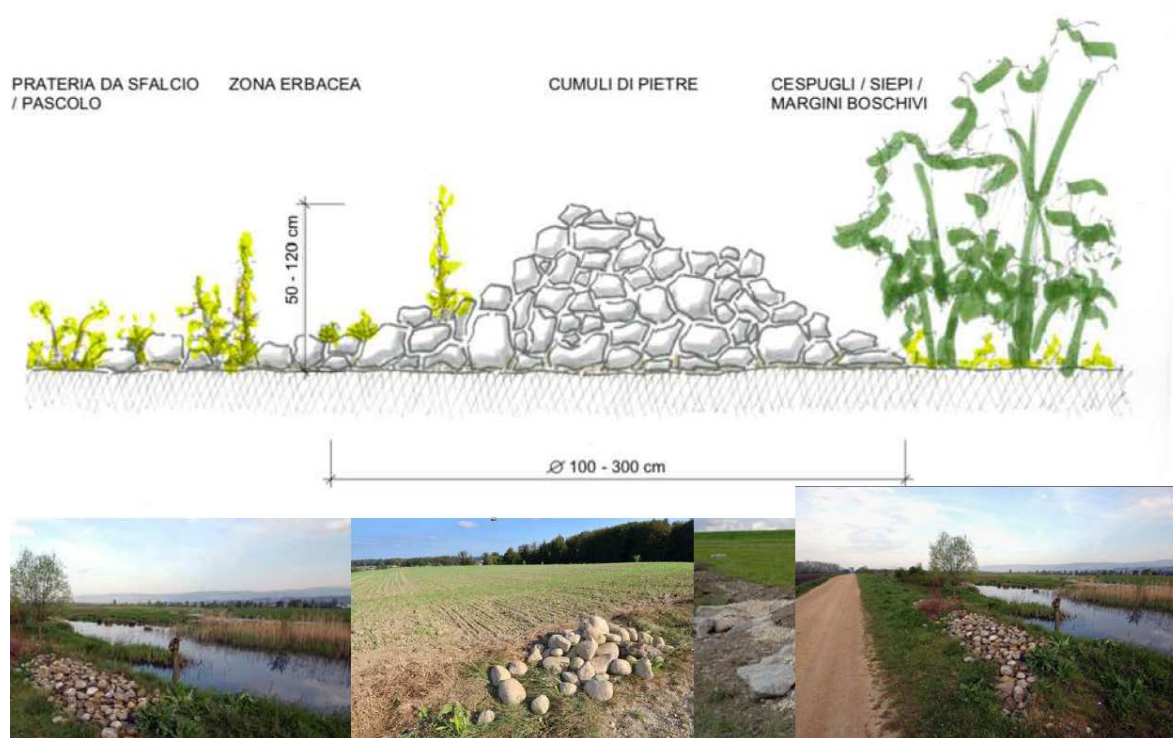 PRATERIA DA SFALCIO
/ PASCOLO
ZONA ERBACEA
CUMULI DI PIETRE
CESPUGLI / SIEPI /
MARGINI BOSCHIVI
50 - 120 cm
Ø 100 - 300 cm